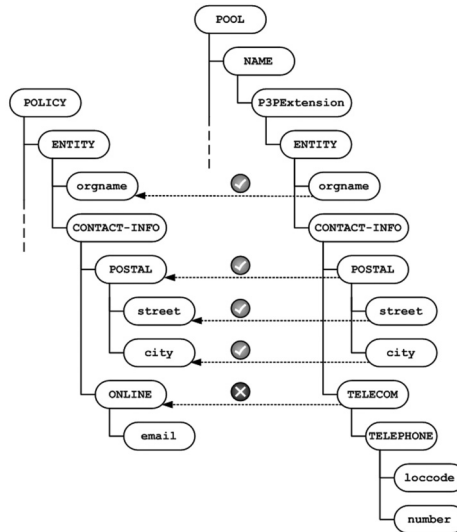 POOL
NAME
POLICY
P3PExtension
ENTITY
ENTITY
orgname
orgname
CONTACT-INFO
CONTACT-INFO
POSTAL
POSTAL
street
street
city
city
ONLINE
TELECOM
email
TELEPHONE
loccode
number